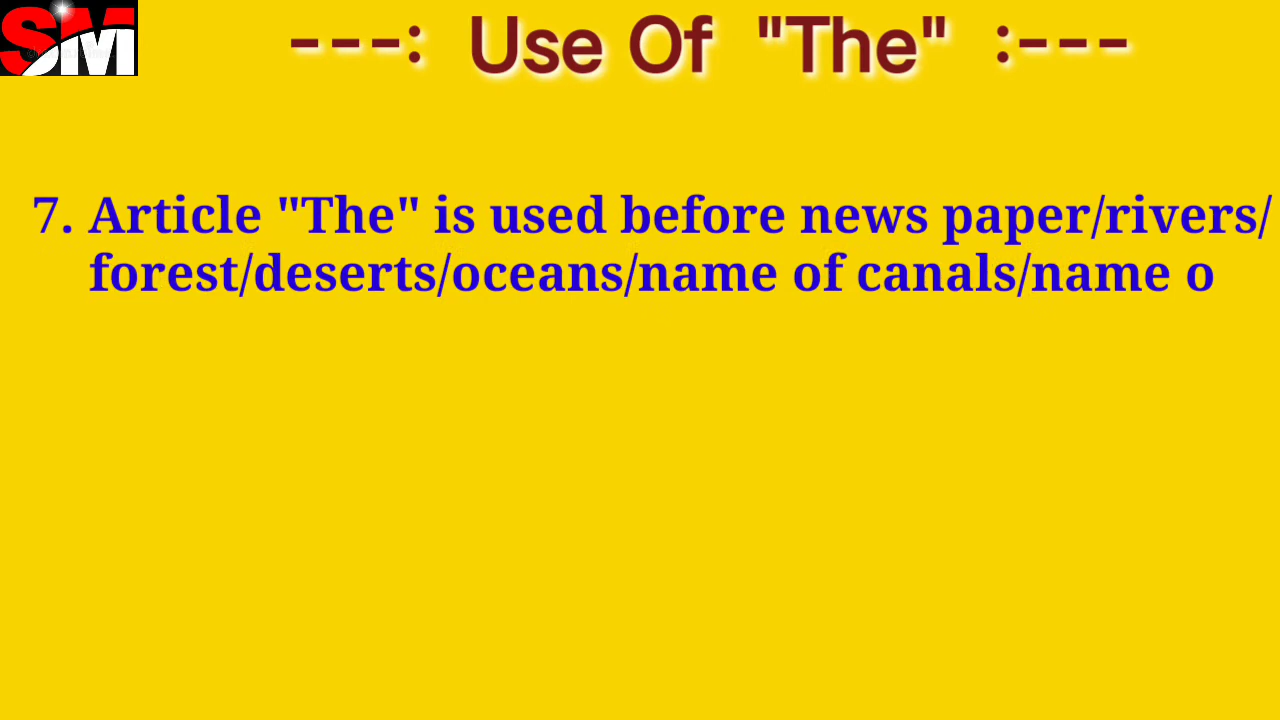 SM
---: Use Of "The" :---
7. Article "The" is used before news paper/rivers/
forest/deserts/oceans/name of canals/name o